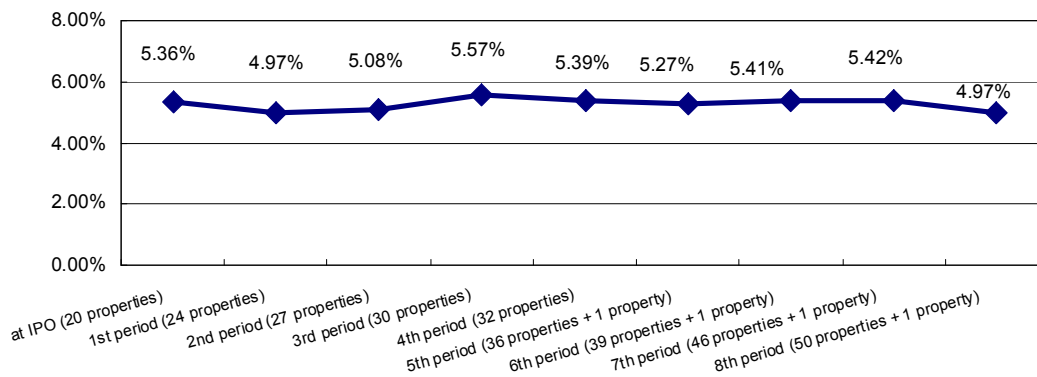 8.00%
6.00%
4.00%
2.00%
0.00%
5.36%
4.97%
5.08%
5.57%
5.39%
5.27%
5.41%
5.42%
4.97%
at IPO (20 properties)
1st period (24 properties)
2nd period (27 properties)
3rd period (30 properties)
4th period (32 properties)
5th period (36 properties + 1 property)
6th period (39 properties + 1 property)
7th period (46 properties + 1 property)
8th period (50 properties + 1 property)